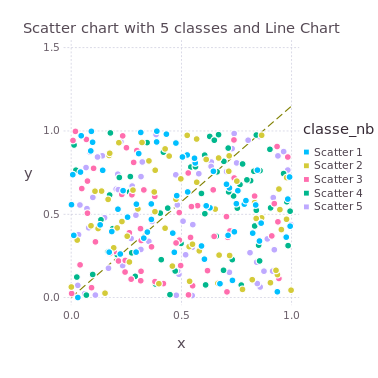 Scatter chart with 5 classes and Line Chart
1.5
1.0
0.5
0.0
y
0.0 0.5 1.0
x
classe_nb
Scatter 1
Scatter 2
Scatter 3
Scatter 4
Scatter 5